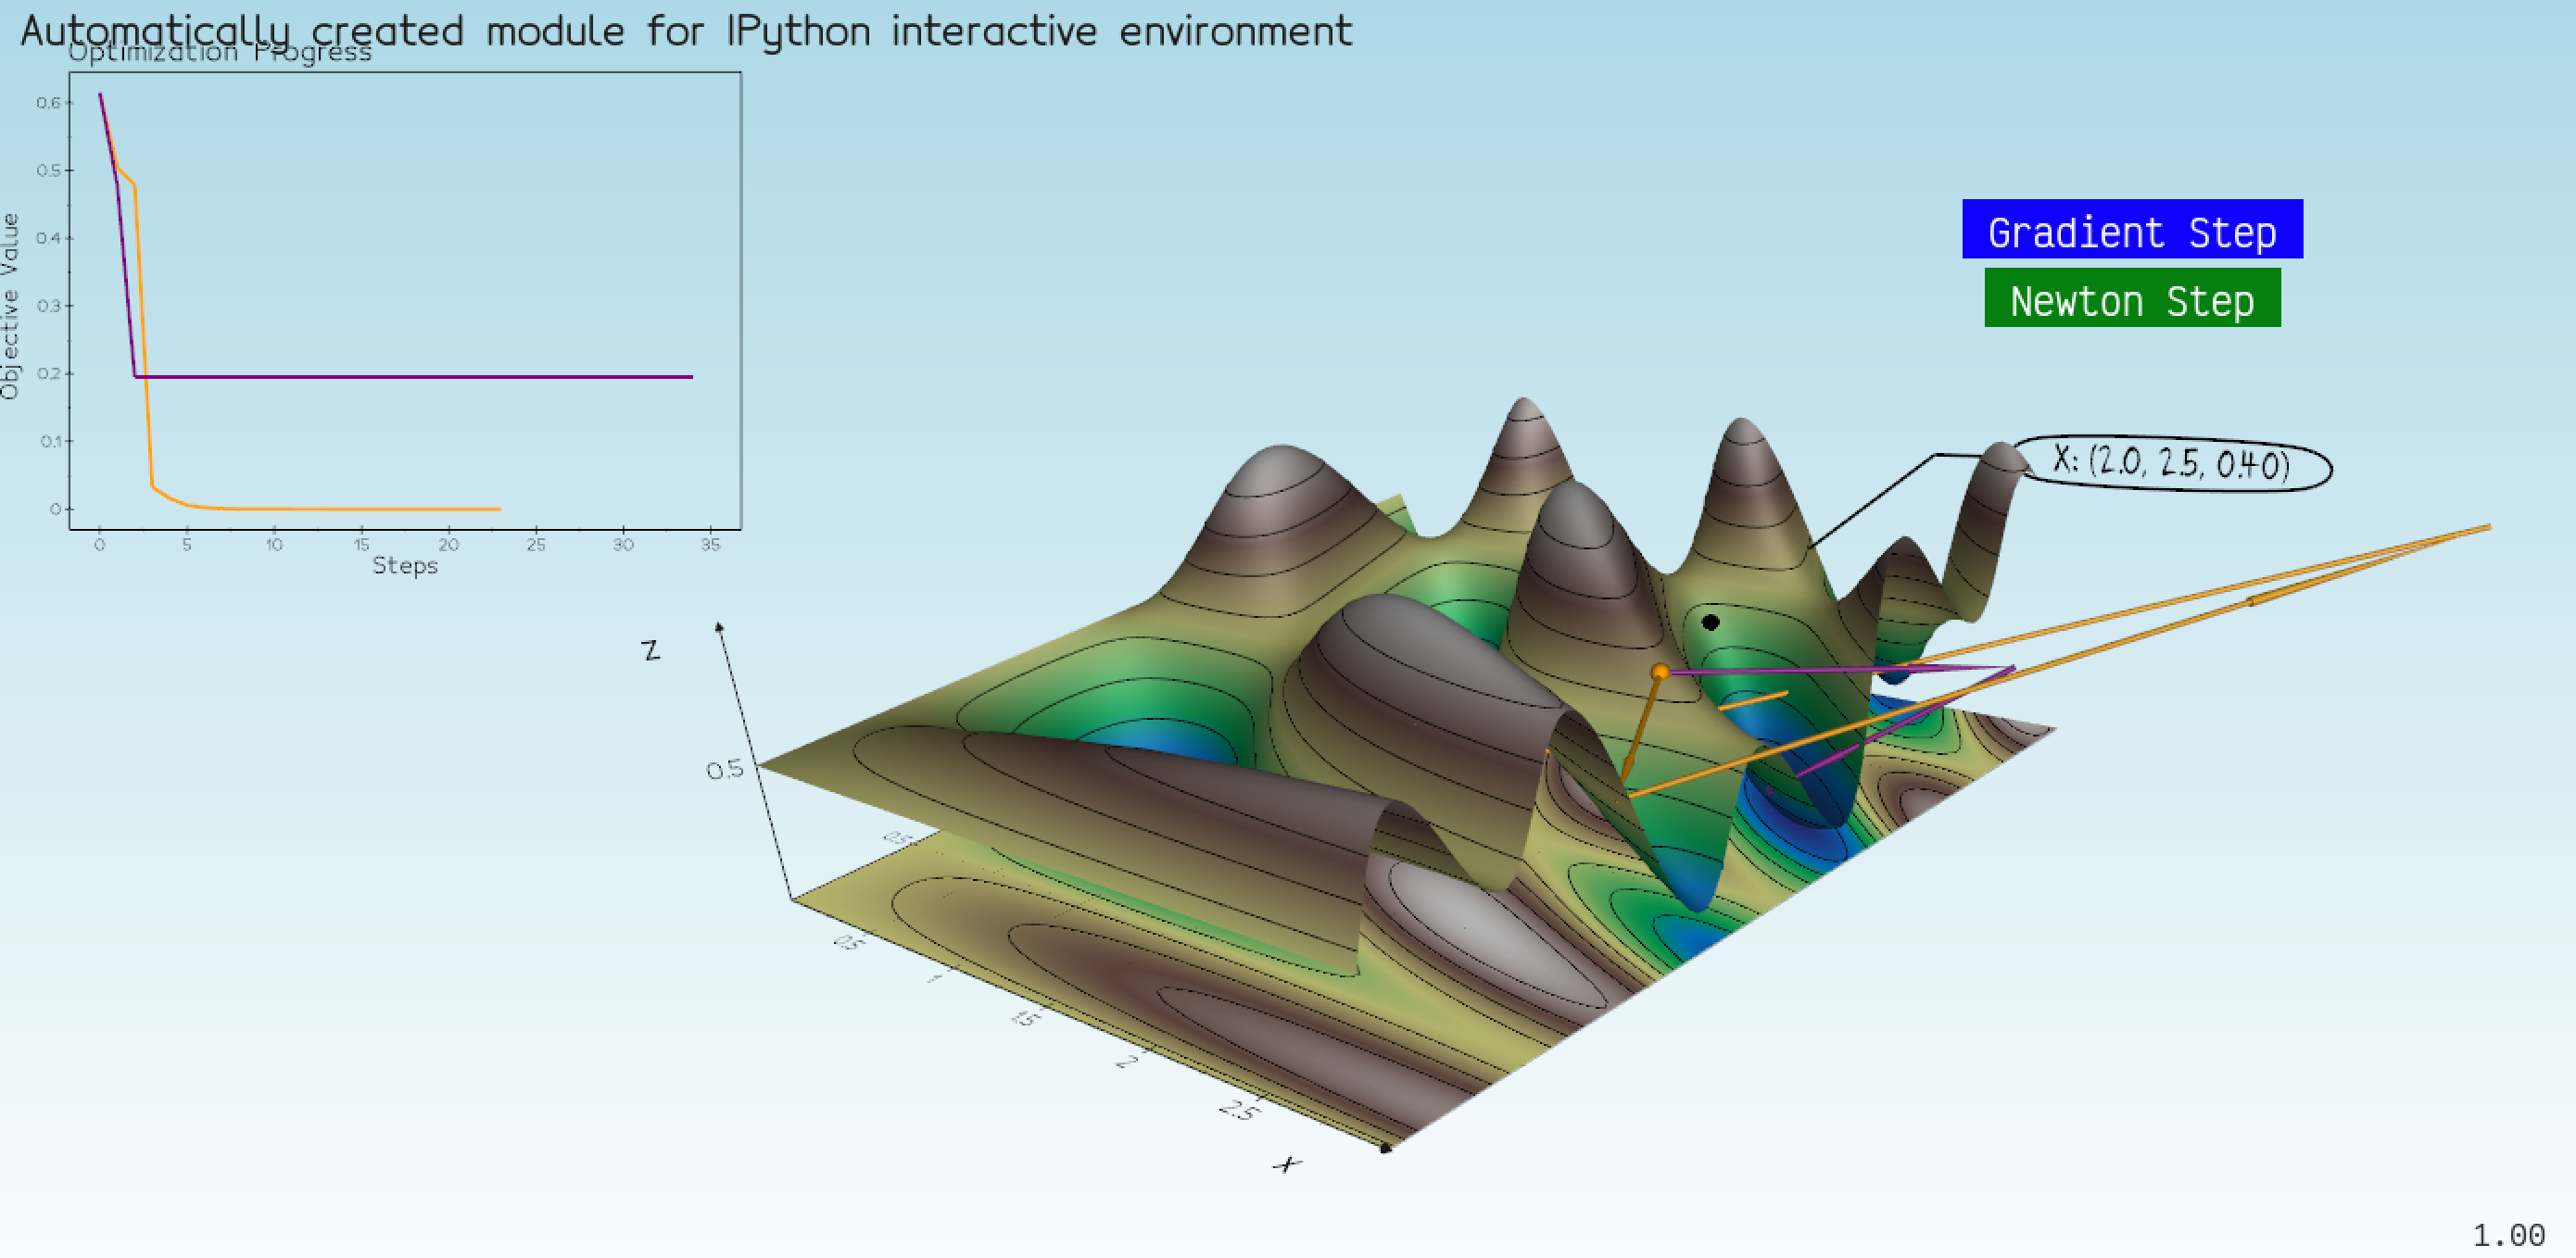 Automatically created module for IPython interactive environment
Optimization Progress
0.6
0.5
0.4
0.3
0.2
0.1
0
Objective Value
0 5 10 15 20 25 30 35
Steps
Gradient Step
Newton Step
X: (2.0, 2.5, 0.40)
Z
0.5
0.5
0.5
1
1.5
2
2.5
X
1.00